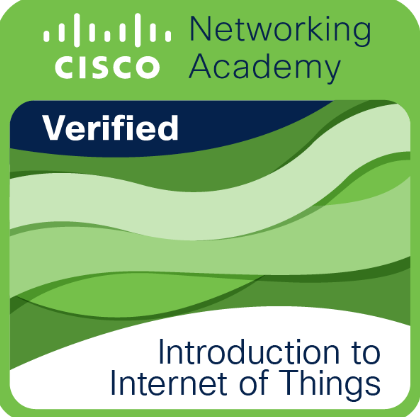 Networking
CISCO Academy
Verified
Introduction to
Internet of Things